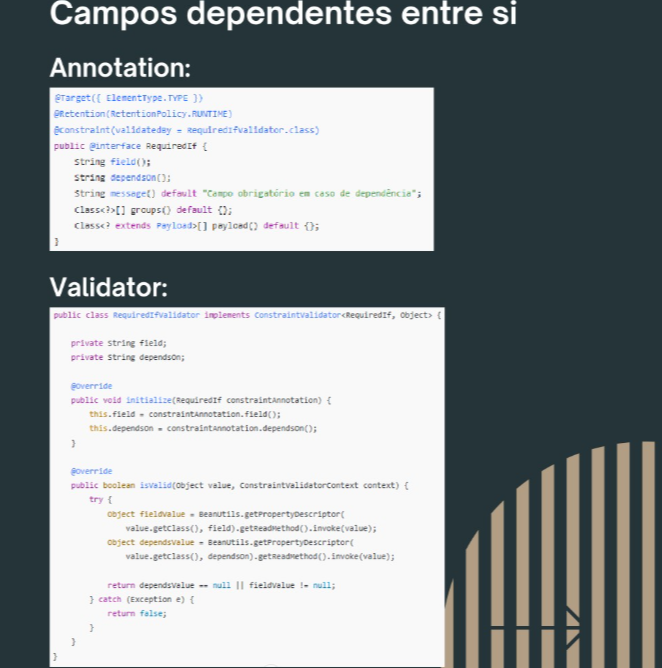 Campos dependentes entre si
Annotation:
@Target({ ElementType.TYPE })
@Retention(RetentionPolicy.RUNTIME)
@Constraint(validatedBy = RequiredIfValidator.class)
public @interface RequiredIf {
    String field();
    String dependsOn();
    String message() default "Campo obrigatório em caso de dependência";
    Class<?>[] groups() default {};
    Class<? extends Payload>[] payload() default {};
}
Validator:
public class RequiredIfValidator implements ConstraintValidator<RequiredIf, Object> {
    private String field;
    private String dependsOn;
    @Override
    public void initialize(RequiredIf constraintAnnotation) {
        this.field = constraintAnnotation.field();
        this.dependsOn = constraintAnnotation.dependsOn();
    }
    @Override
    public boolean isValid(Object value, ConstraintValidatorContext context) {
        try {
            Object fieldValue = BeanUtils.getPropertyDescriptor(
                value.getClass(), field).getReadMethod().invoke(value);
            Object dependsValue = BeanUtils.getPropertyDescriptor(
                value.getClass(), dependsOn).getReadMethod().invoke(value);
            return dependsValue == null || fieldValue != null;
        } catch (Exception e) {
            return false;
        }
    }
}